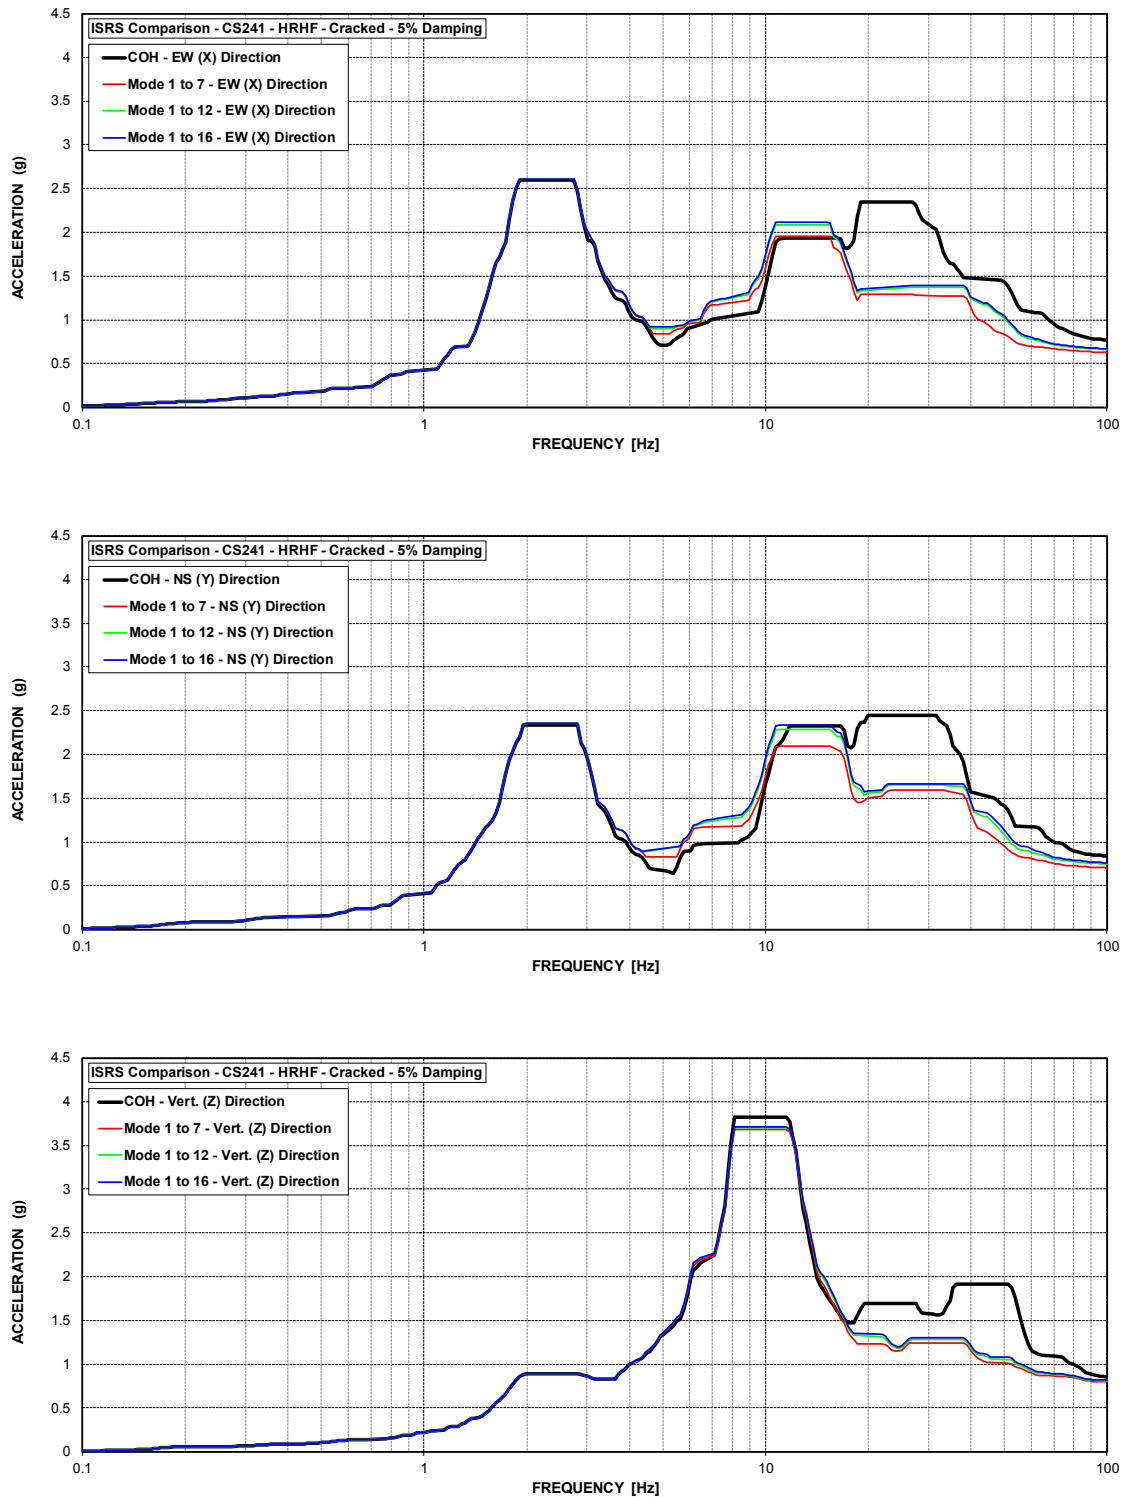 ISRS Comparison - CS241 - HRHF - Cracked - 5% Damping
COH - EW (X) Direction
Mode 1 to 7 - EW (X) Direction
Mode 1 to 12 - EW (X) Direction
Mode 1 to 16 - EW (X) Direction
4.5
4
3.5
3
2.5
2
1.5
1
0.5
0
ACCELERATION (g)
0.1
1
10
100
FREQUENCY [Hz]
ISRS Comparison - CS241 - HRHF - Cracked - 5% Damping
COH - NS (Y) Direction
Mode 1 to 7 - NS (Y) Direction
Mode 1 to 12 - NS (Y) Direction
Mode 1 to 16 - NS (Y) Direction
4.5
4
3.5
3
2.5
2
1.5
1
0.5
0
ACCELERATION (g)
0.1
1
10
100
FREQUENCY [Hz]
ISRS Comparison - CS241 - HRHF - Cracked - 5% Damping
COH - Vert. (Z) Direction
Mode 1 to 7 - Vert. (Z) Direction
Mode 1 to 12 - Vert. (Z) Direction
Mode 1 to 16 - Vert. (Z) Direction
4.5
4
3.5
3
2.5
2
1.5
1
0.5
0
ACCELERATION (g)
0.1
1
10
100
FREQUENCY [Hz]